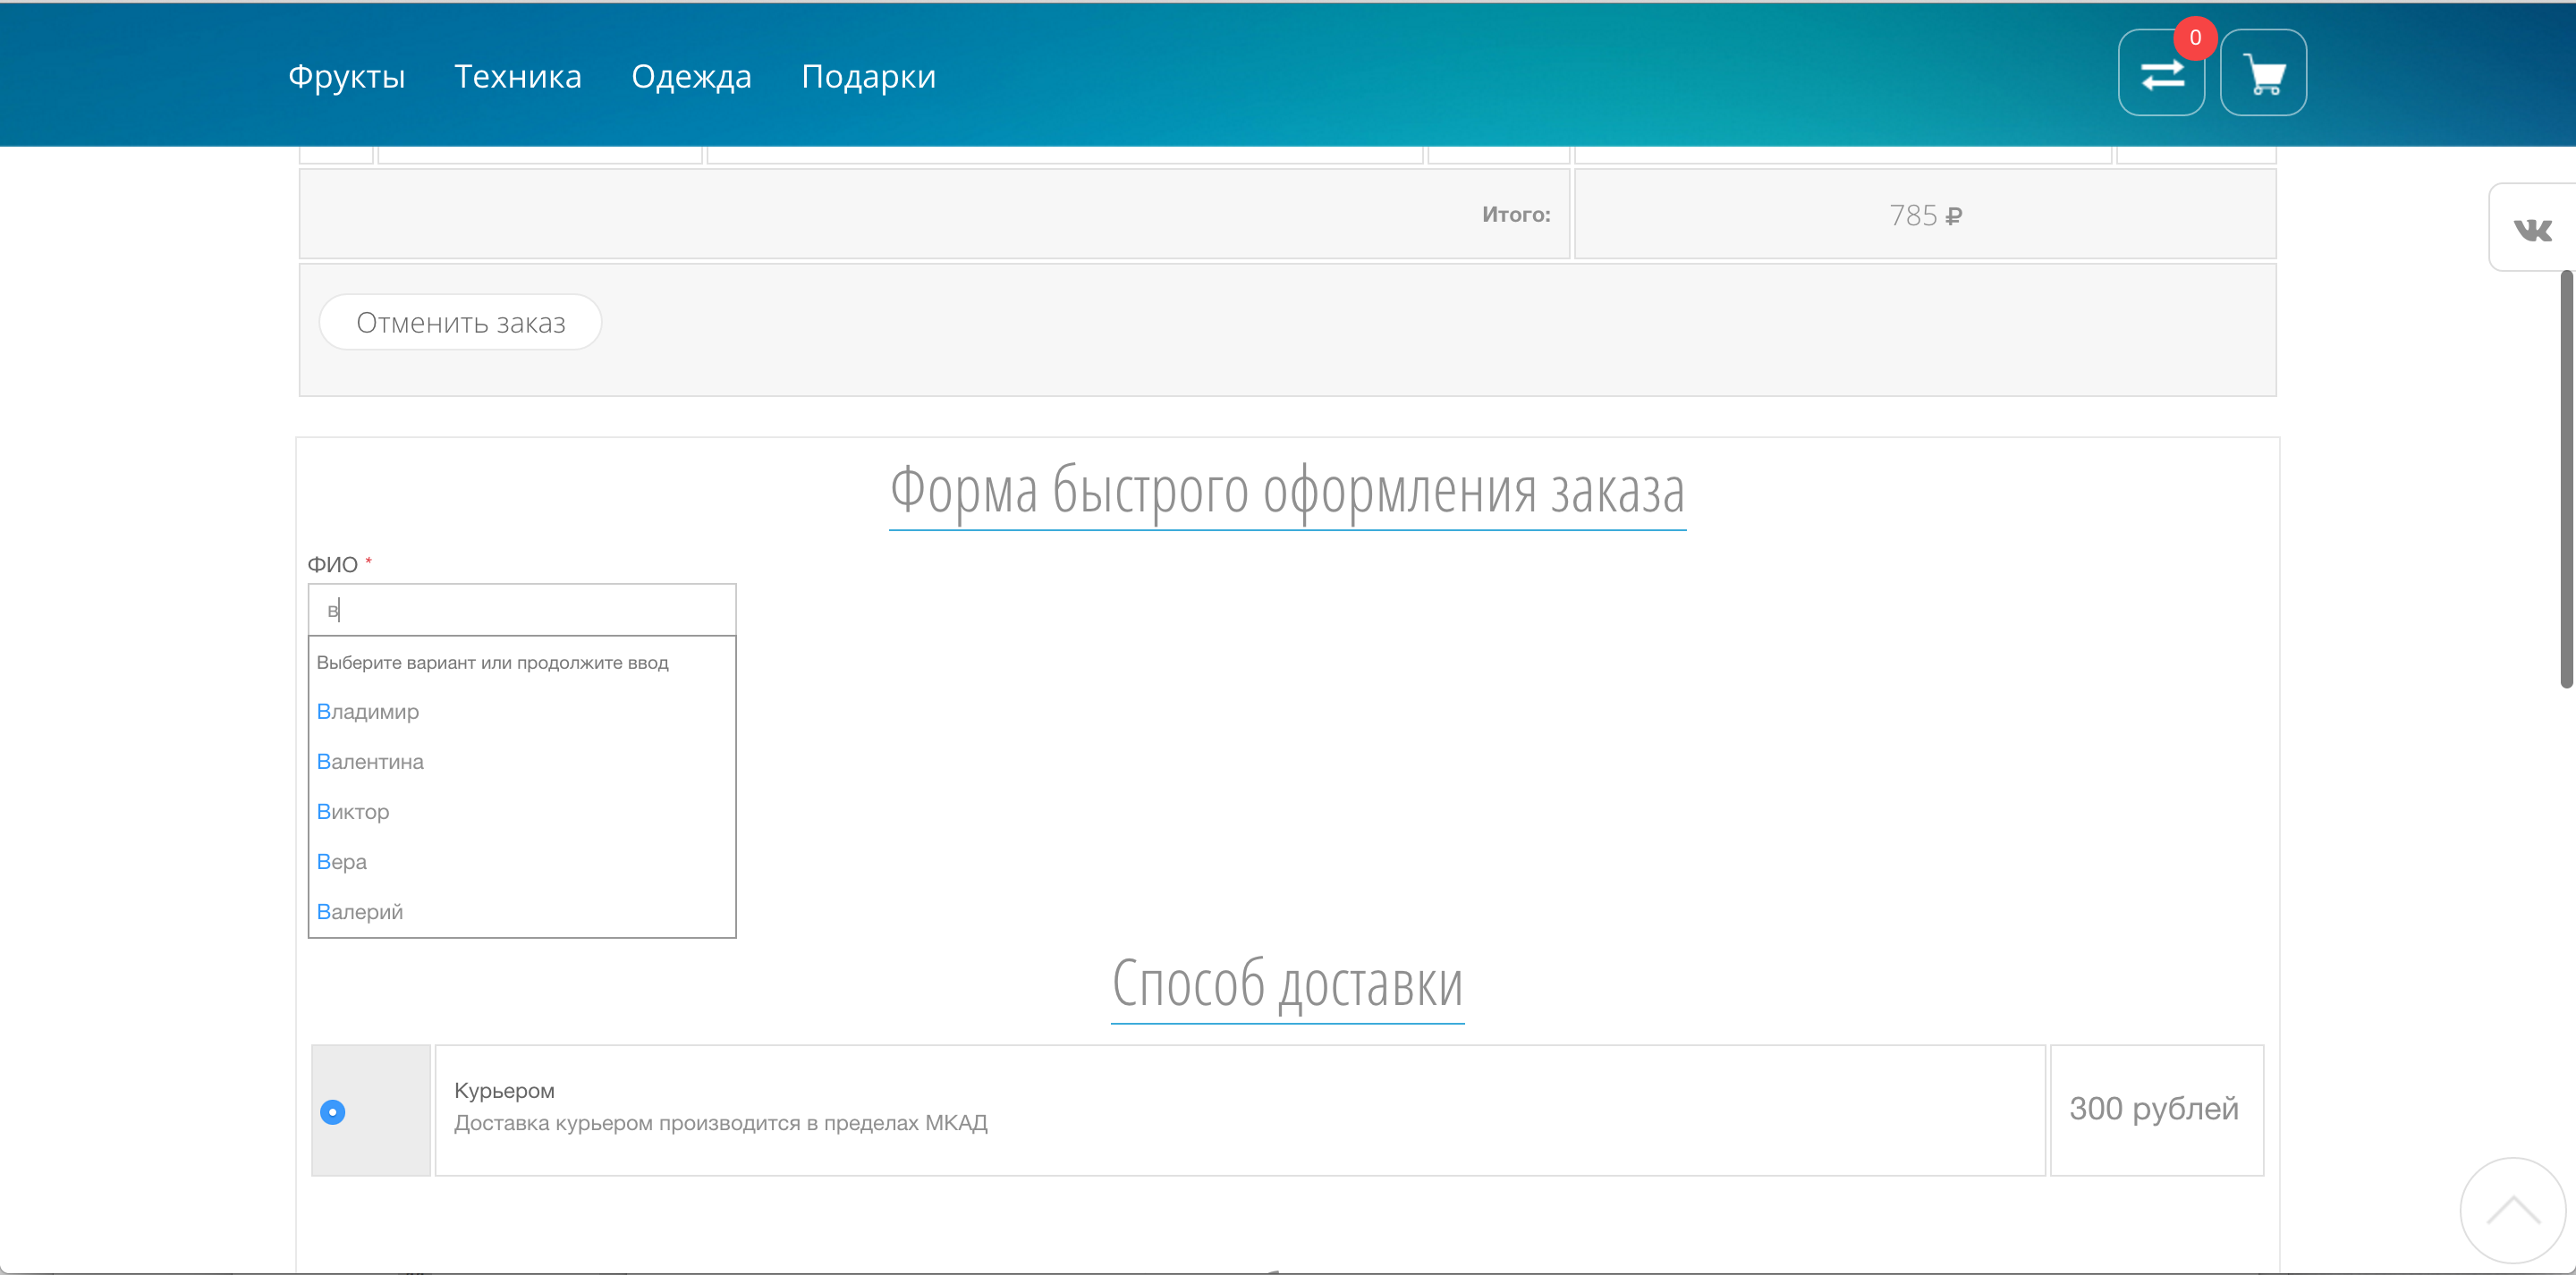 Фрукты Техника Одежда Подарки
0
Итого: 785 ₽
Отменить заказ
Форма быстрого оформления заказа
ФИО *
в
Выберите вариант или продолжите ввод
Владимир
Валентина
Виктор
Вера
Валерий
Способ доставки
Курьером
Доставка курьером производится в пределах МКАД
300 рублей